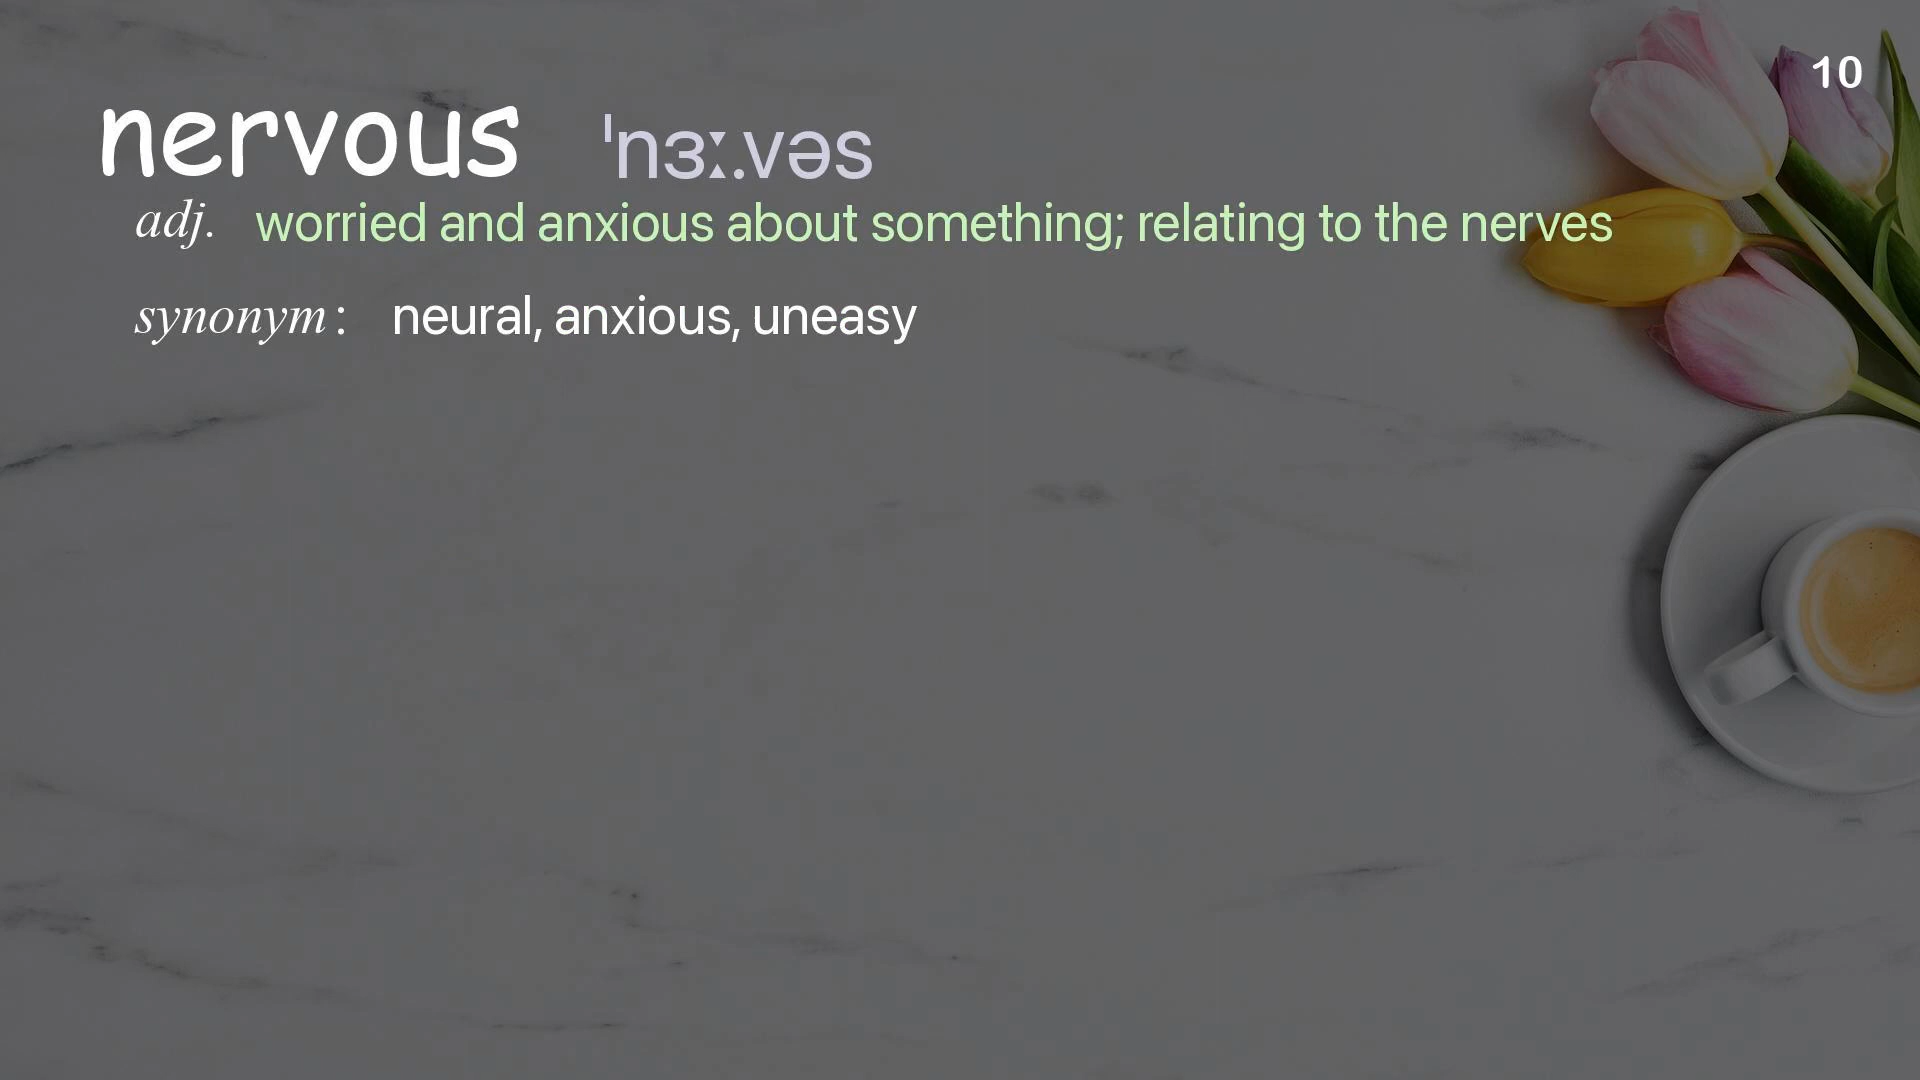 10
nervous ˈnɜː.vəs
adj. worried and anxious about something; relating to the nerves
synonym: neural, anxious, uneasy